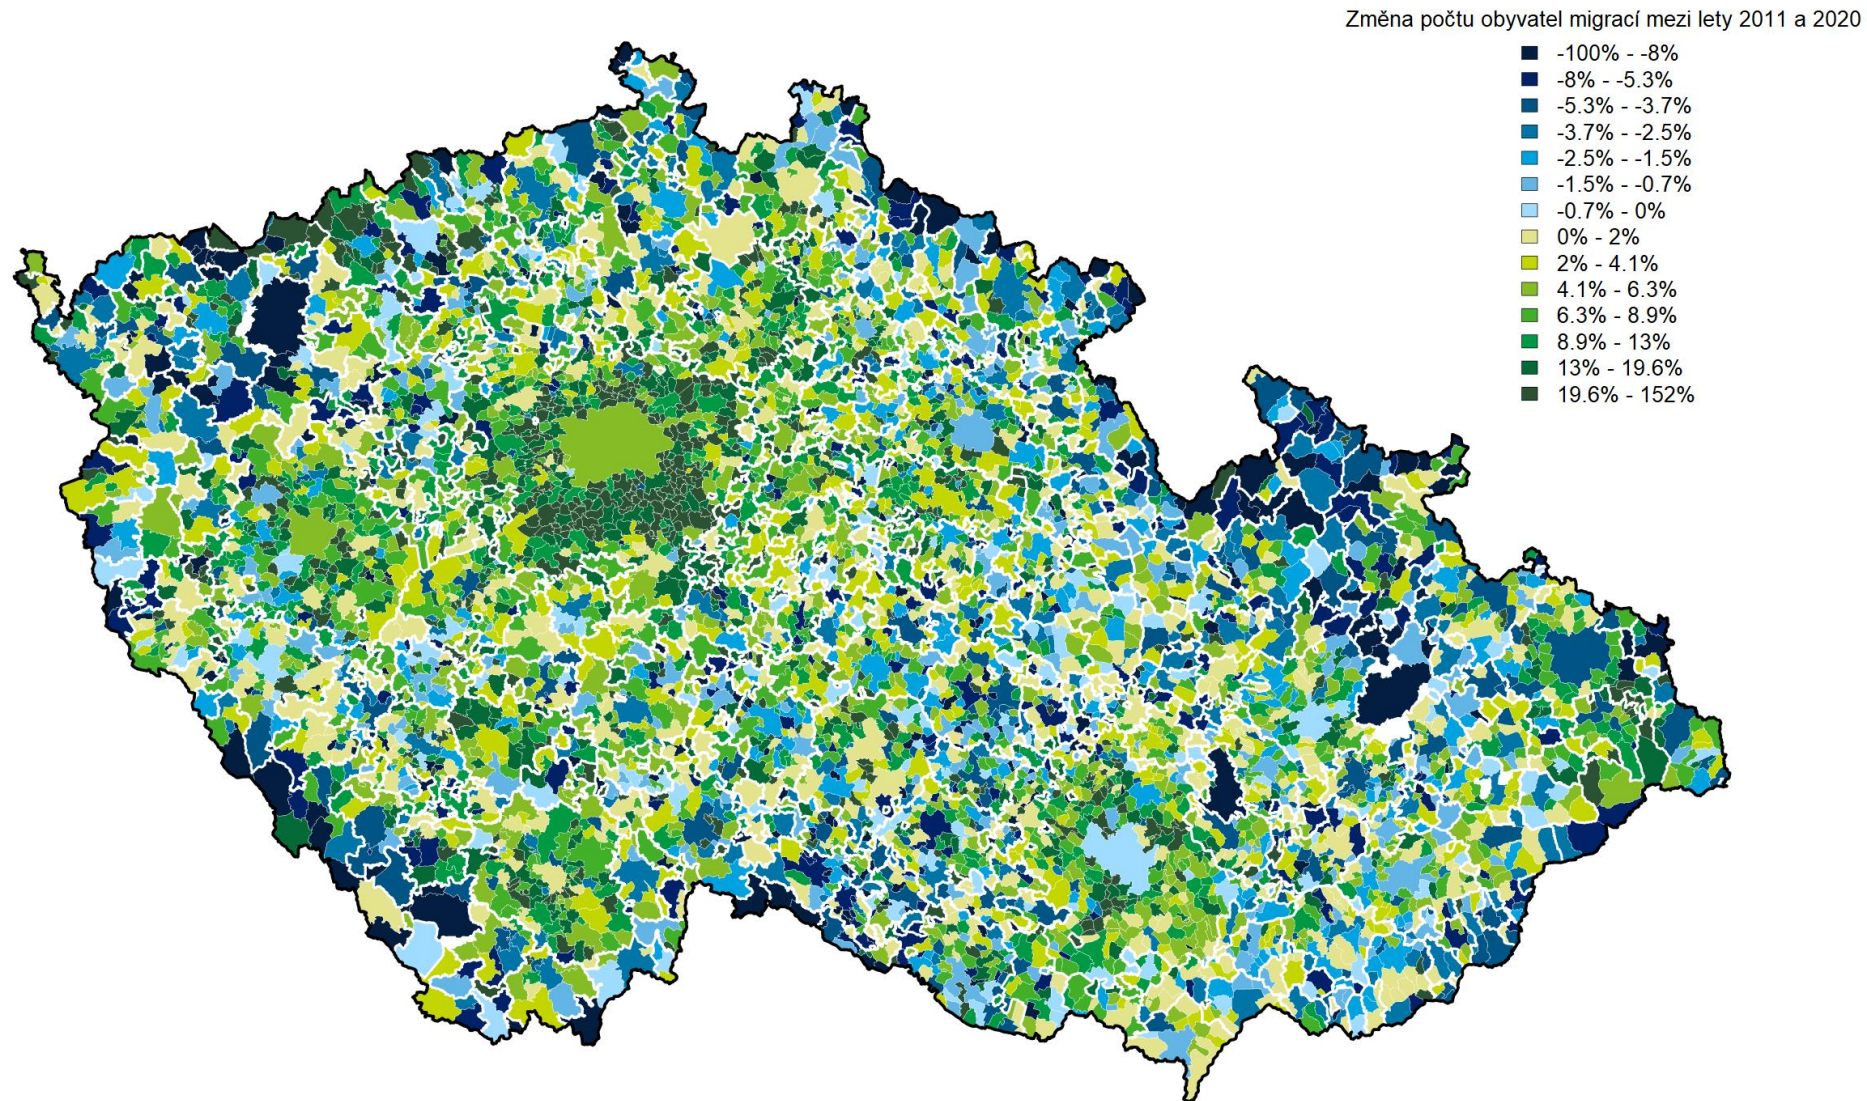 Změna počtu obyvatel migrací mezi lety 2011 a 2020
-100% - -8%
-8% - -5.3%
-5.3% - -3.7%
-3.7% - -2.5%
-2.5% - -1.5%
-1.5% - -0.7%
-0.7% - 0%
0% - 2%
2% - 4.1%
4.1% - 6.3%
6.3% - 8.9%
8.9% - 13%
13% - 19.6%
19.6% - 152%